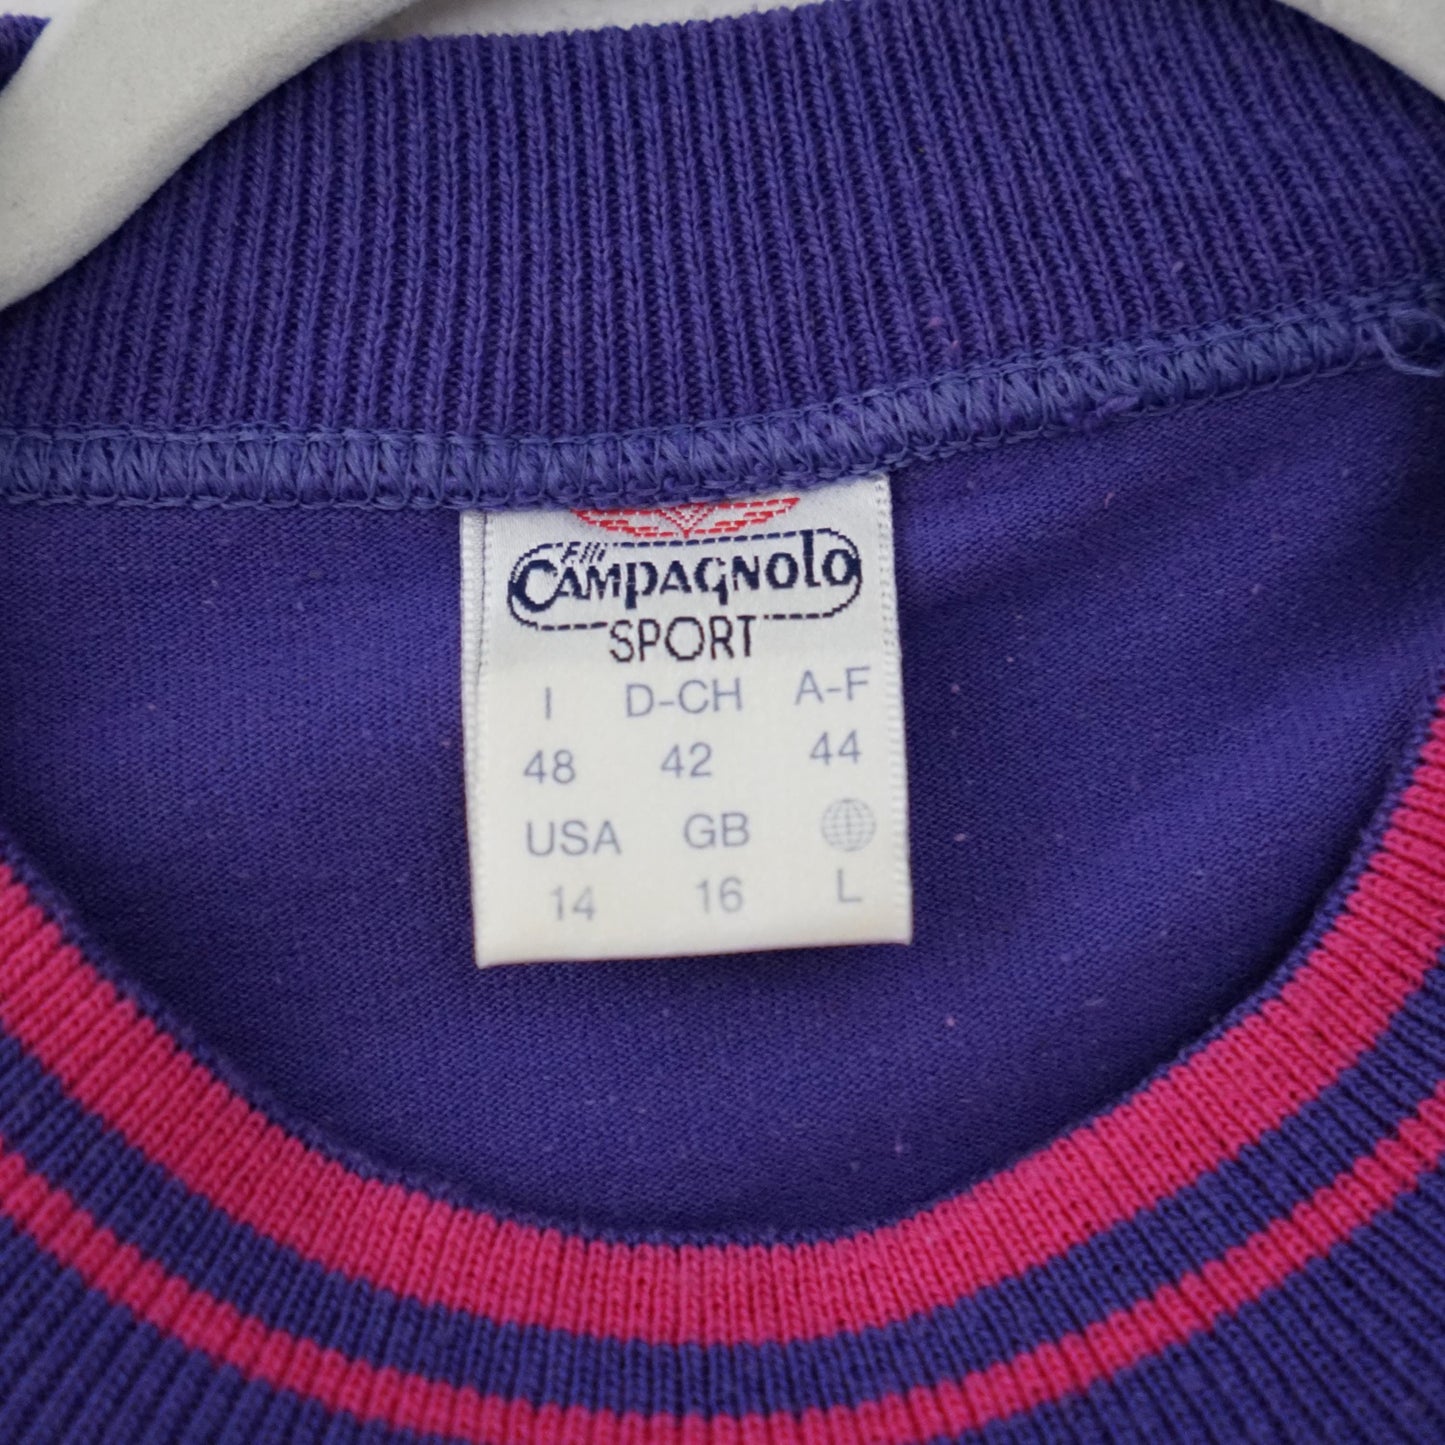 F.lli
CAMPAGNOLO
SPORT
I D-CH A-F
48 42 44
USA GB
14 16 L